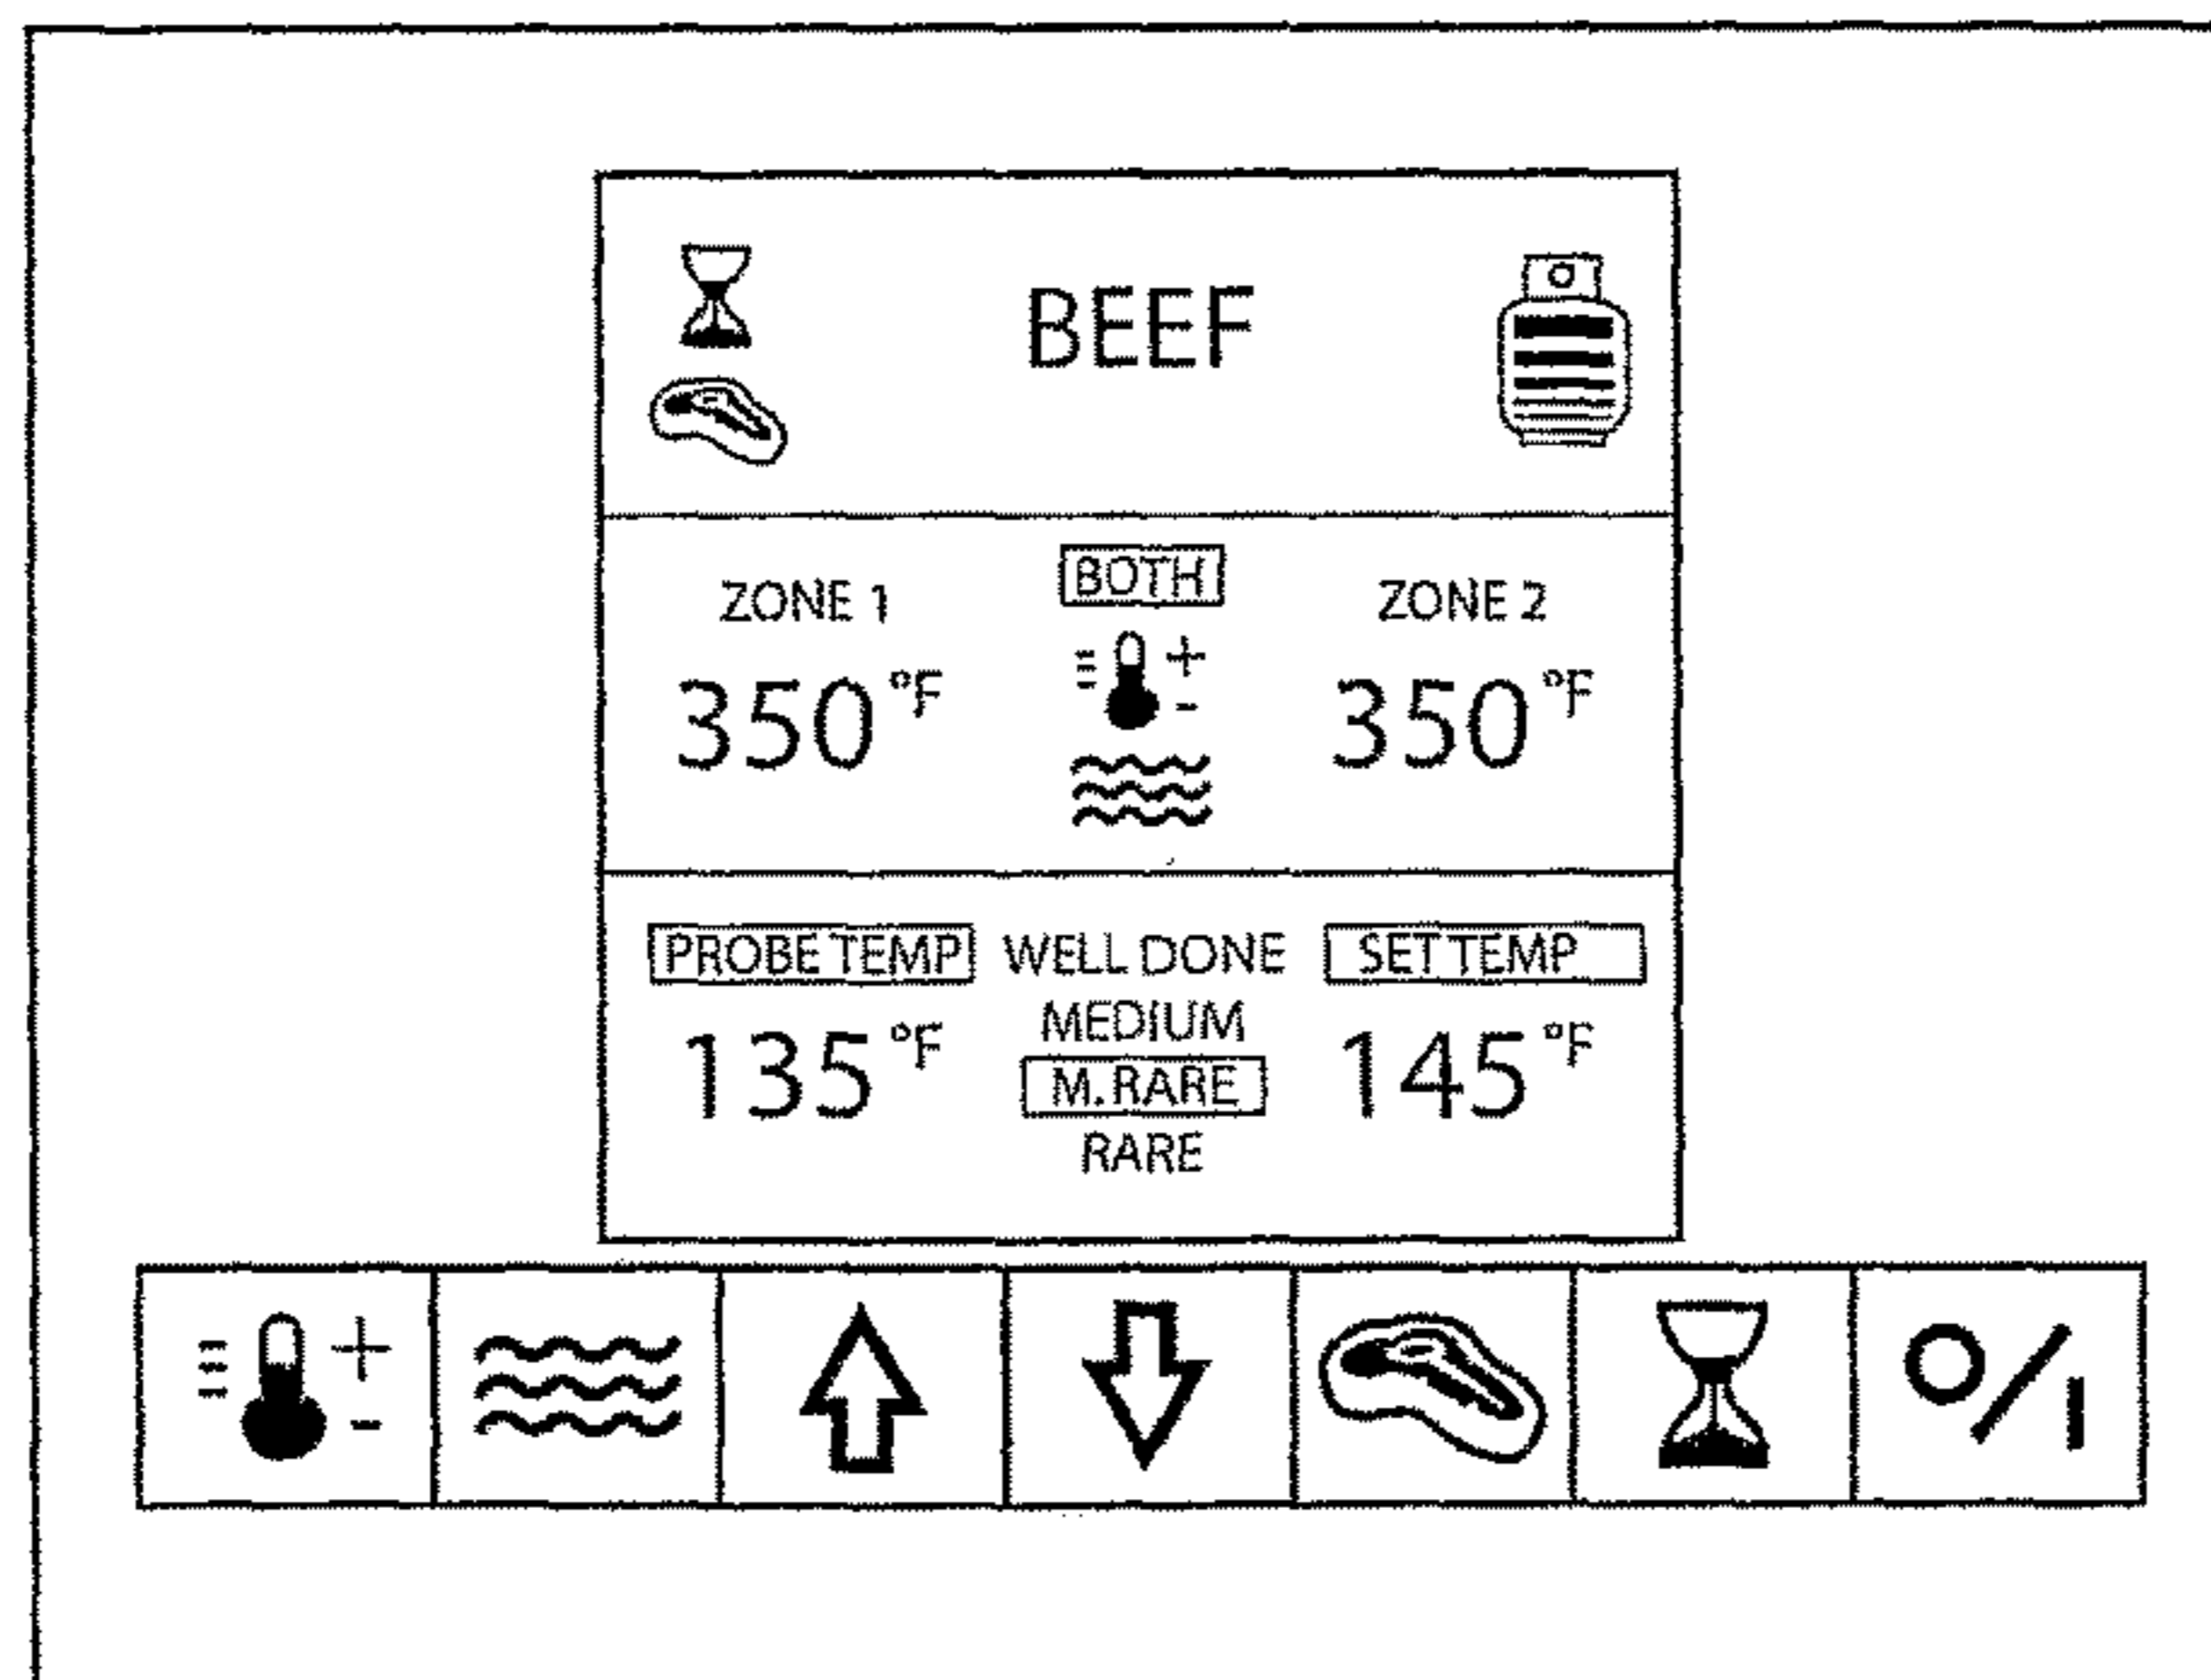 BEEF
ZONE 1 BOTH ZONE 2
350 °F 350 °F
PROBE TEMP WELL DONE SET TEMP
MEDIUM
135 °F M. RARE 145 °F
RARE